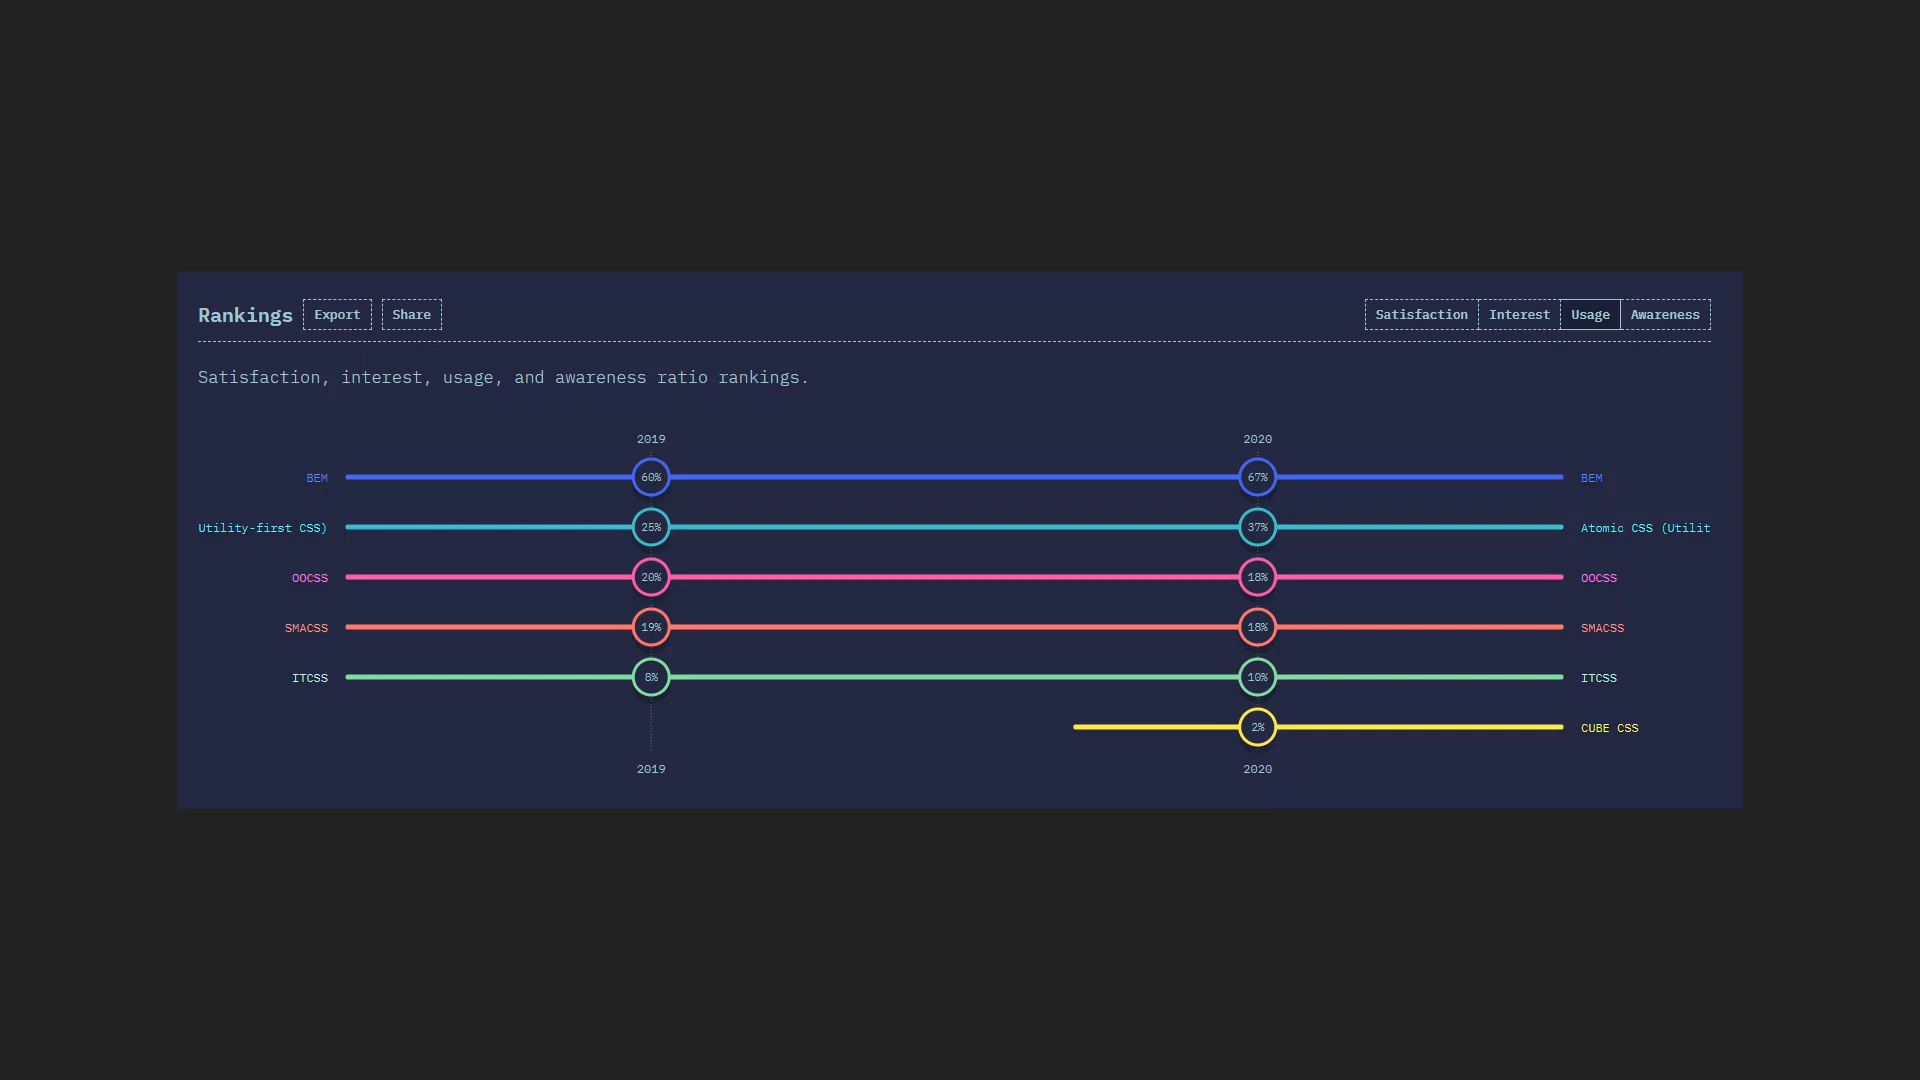 Rankings Export Share Satisfaction Interest Usage Awareness
Satisfaction, interest, usage, and awareness ratio rankings.
2019 2020
BEM 60% 67% BEM
Utility-first CSS) 25% 37% Atomic CSS (Utilit
OOCSS 20% 18% OOCSS
SMACSS 19% 18% SMACSS
ITCSS 8% 10% ITCSS
2% CUBE CSS
2019 2020